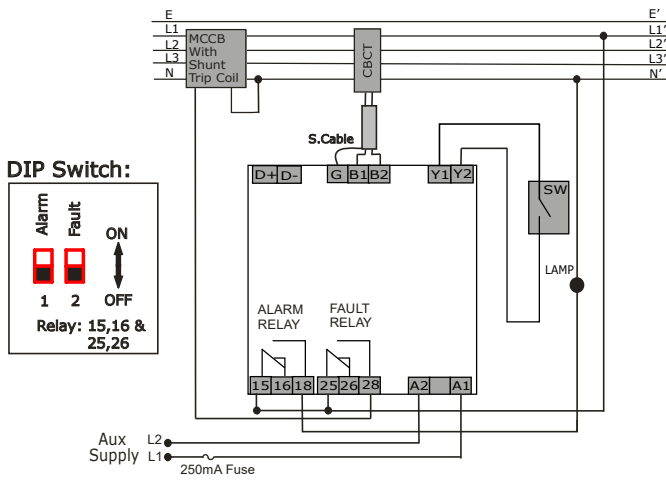 E E'
L1 L1'
L2 L2'
L3 L3'
N N'
MCCB
With
Shunt
Trip Coil
CBCT
S.Cable
D+ D- G B1 B2 Y1 Y2
SW
LAMP
DIP Switch:
Alarm Fault
ON
1 2 OFF
Relay: 15,16 &
25,26
ALARM
RELAY
FAULT
RELAY
15 16 18 25 26 28 A2 A1
Aux L2
Supply L1
250mA Fuse